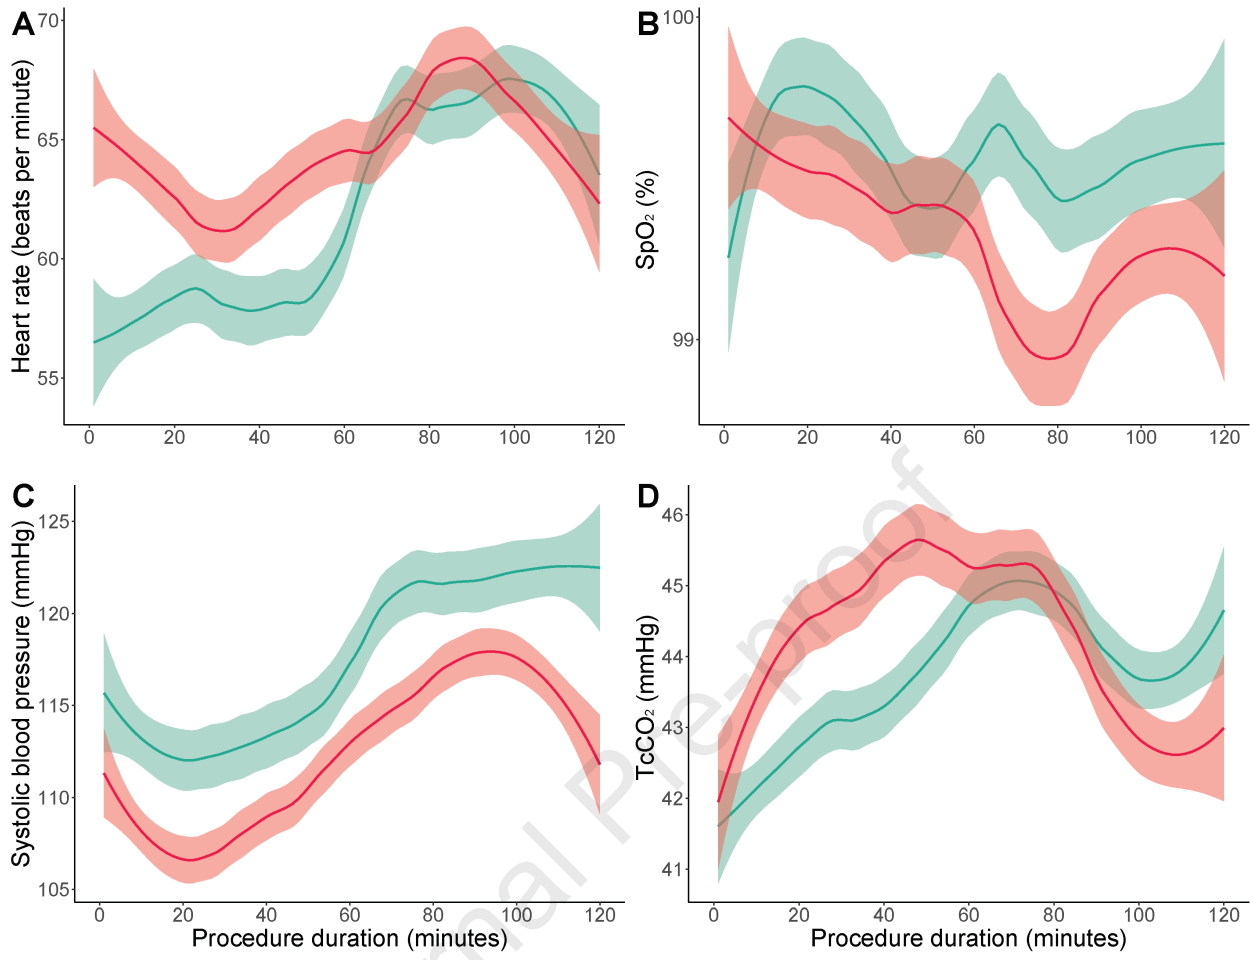 A
Heart rate (beats per minute)
70
65
60
55
0 20 40 60 80 100 120
B
SpO₂ (%)
100
99
0 20 40 60 80 100 120
C
Systolic blood pressure (mmHg)
125
120
115
110
105
0 20 40 60 80 100 120
Procedure duration (minutes)
D
TcCO₂ (mmHg)
46
45
44
43
42
41
0 20 40 60 80 100 120
Procedure duration (minutes)
Pre-proof